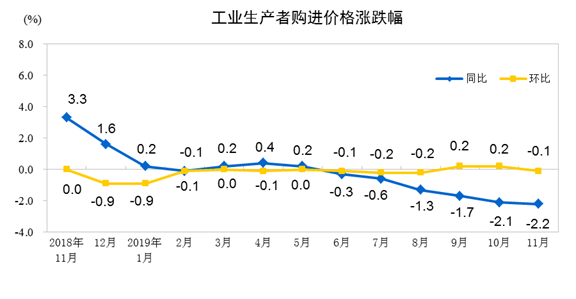 (%)
工业生产者购进价格涨跌幅
8.0
6.0
4.0
2.0
0.0
-2.0
-4.0
同比
环比
3.3
1.6
0.2
-0.1
0.2
0.4
0.2
-0.1
-0.2
-0.2
0.2
0.2
-0.1
0.0
-0.9
-0.9
-0.1
0.0
-0.1
0.0
-0.3
-0.6
-1.3
-1.7
-2.1
-2.2
2018年
11月
12月
2019年
1月
2月
3月
4月
5月
6月
7月
8月
9月
10月
11月